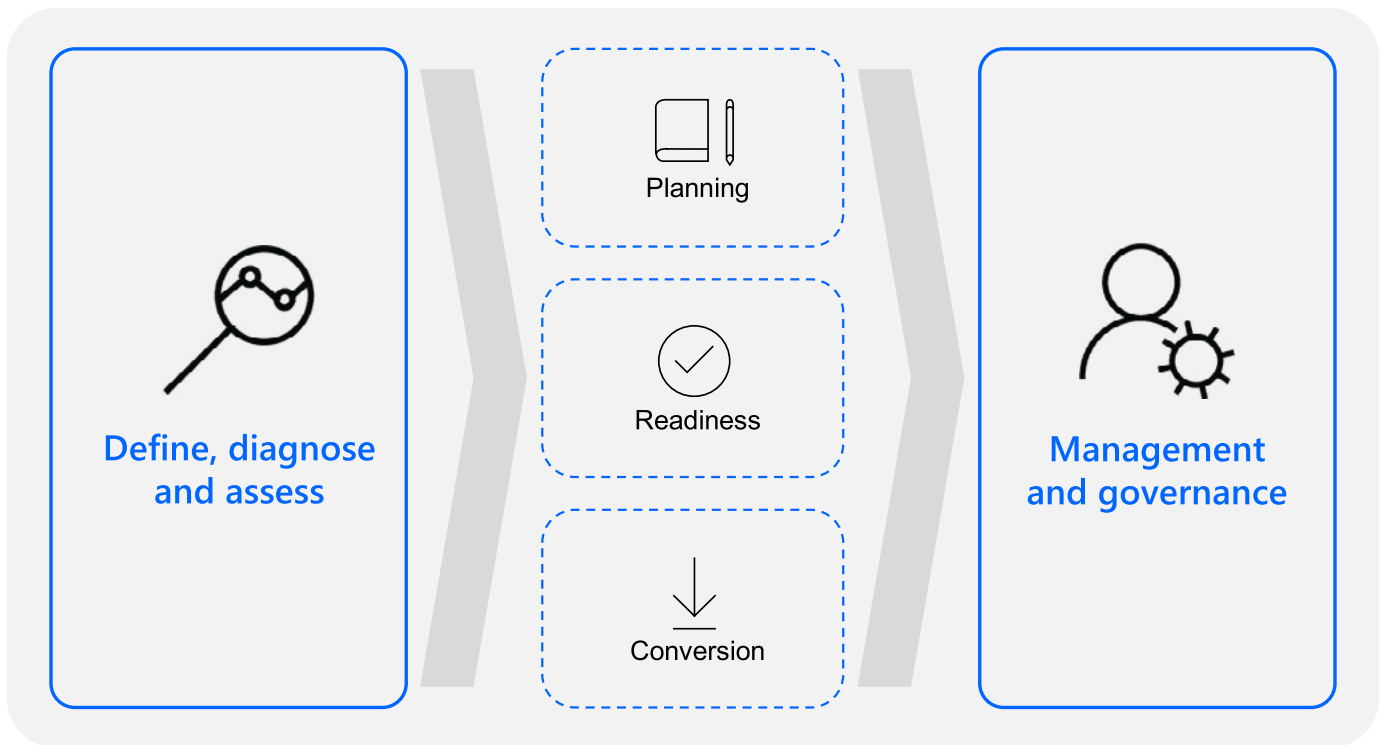 Define, diagnose
and assess
Planning
Readiness
Conversion
Management
and governance